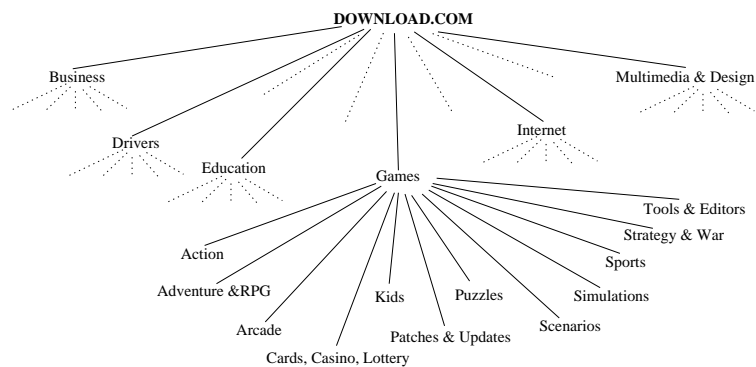 DOWNLOAD.COM
Business
Multimedia & Design
Drivers
Internet
Education
Games
Tools & Editors
Strategy & War
Action
Sports
Adventure &RPG
Kids
Puzzles
Simulations
Arcade
Scenarios
Patches & Updates
Cards, Casino, Lottery